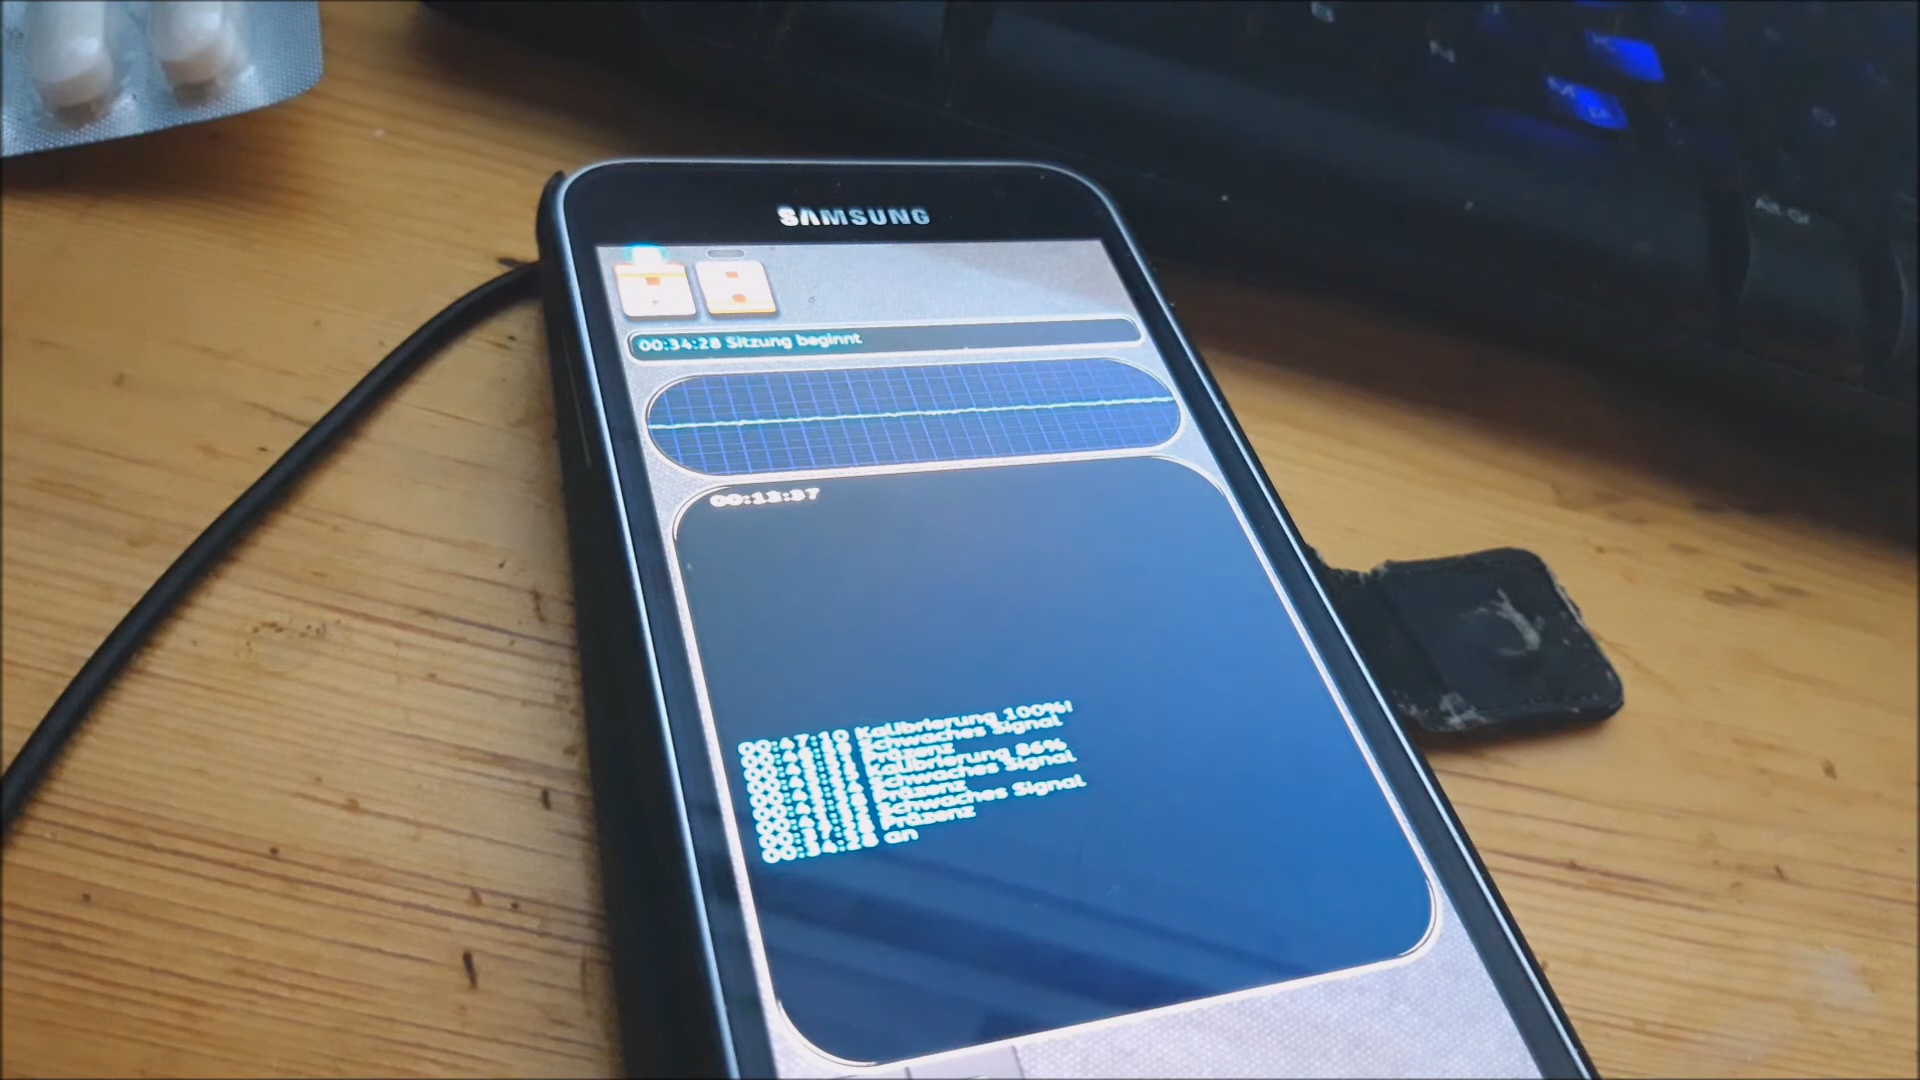 SAMSUNG
00:34:28 Sitzung beginnt
00:13:37
00:47:10 Kalibrierung 100%!
Schwaches Signal
Präzenz
Kalibrierung 86%
Schwaches Signal
Präzenz
Schwaches Signal
Präzenz
00:34:28 an